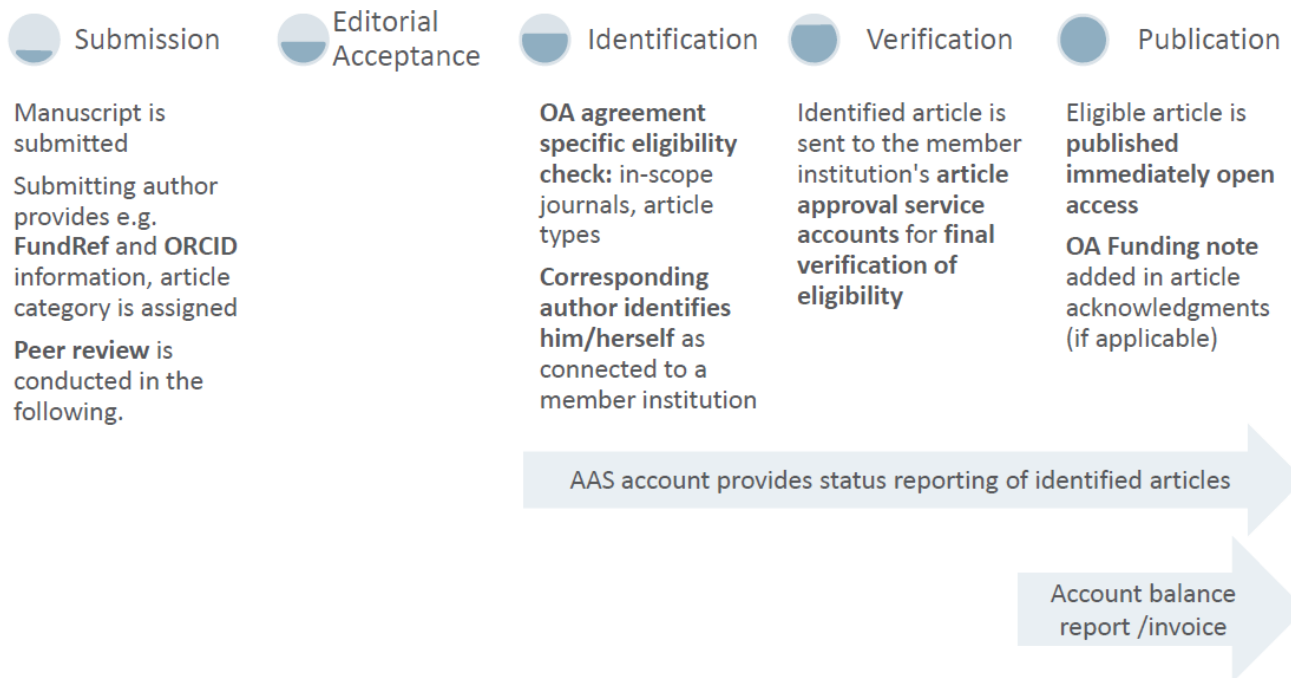 Submission
Manuscript is
submitted
Submitting author
provides e.g.
FundRef and ORCID
information, article
category is assigned
Peer review is
conducted in the
following.
Editorial
Acceptance
Identification
OA agreement
specific eligibility
check: in-scope
journals, article
types
Corresponding
author identifies
him/herself as
connected to a
member institution
Verification
Identified article is
sent to the member
institution's article
approval service
accounts for final
verification of
eligibility
Publication
Eligible article is
published
immediately open
access
OA Funding note
added in article
acknowledgments
(if applicable)
AAS account provides status reporting of identified articles
Account balance
report /invoice